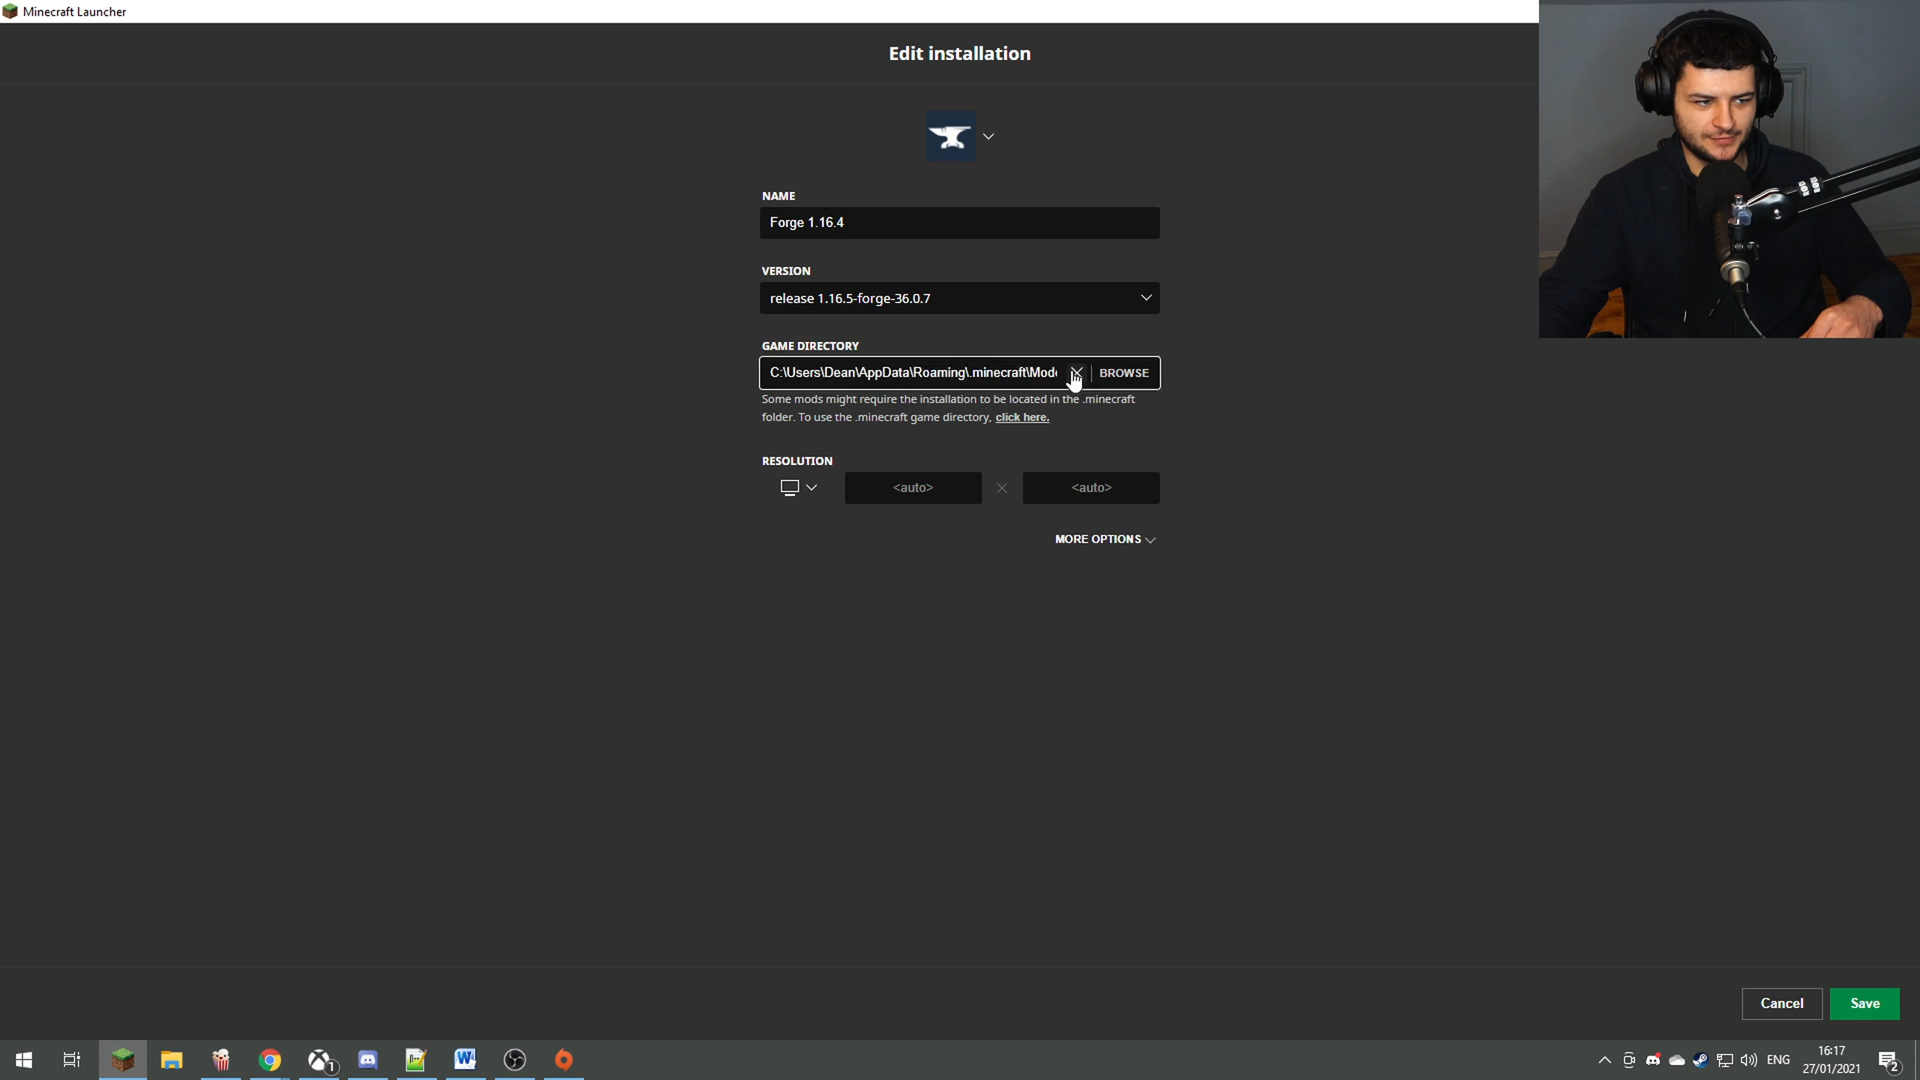 Minecraft Launcher
Edit installation
NAME
Forge 1.16.4
VERSION
release 1.16.5-forge-36.0.7
GAME DIRECTORY
C:\Users\Dean\AppData\Roaming\.minecraft\Mod
BROWSE
Some mods might require the installation to be located in the .minecraft
folder. To use the .minecraft game directory, click here.
RESOLUTION
<auto>
<auto>
MORE OPTIONS
Cancel
Save
1
W
ENG
16:17
27/01/2021
2